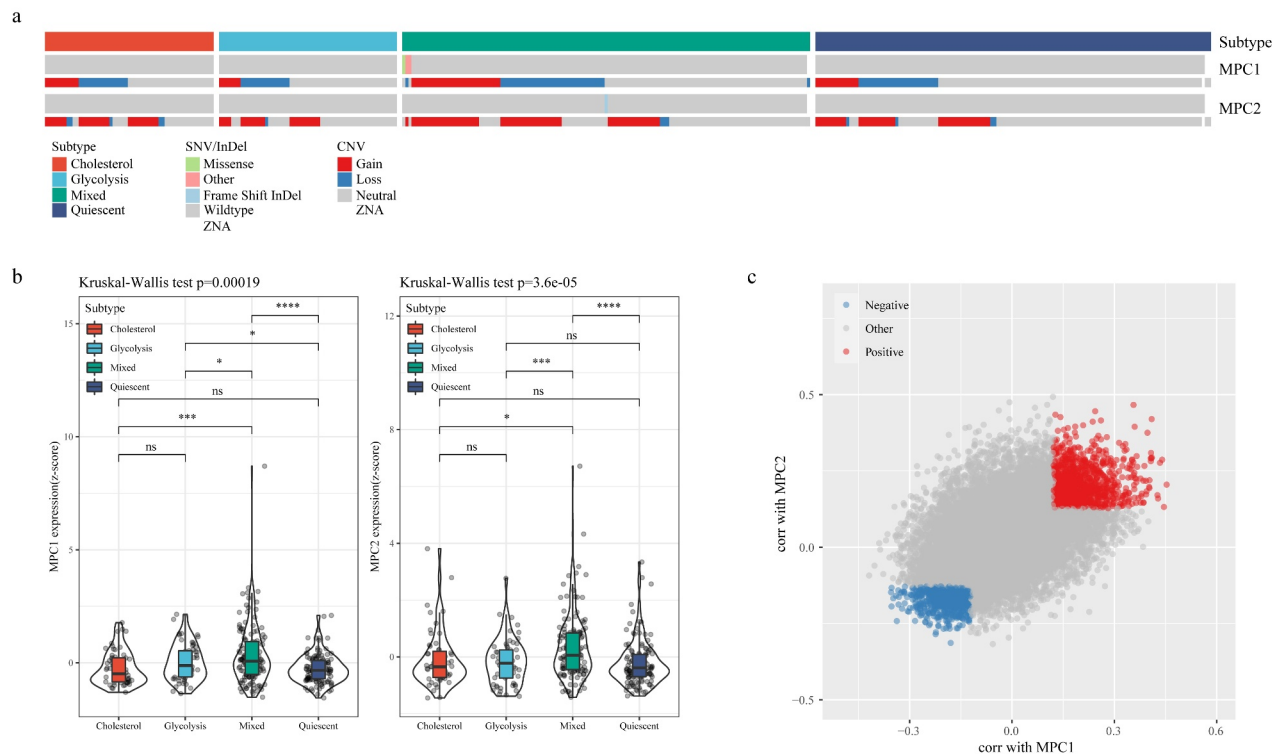 a
Subtype
MPC1
MPC2
Subtype
Cholesterol
Glycolysis
Mixed
Quiescent
SNV/InDel
Missense
Other
Frame Shift InDel
Wildtype
ZNA
CNV
Gain
Loss
Neutral
ZNA
b
Kruskal-Wallis test p=0.00019
MPC1 expression(z-score)
15
10
5
0
Subtype
Cholesterol
Glycolysis
Mixed
Quiescent
****
*
*
ns
***
ns
Cholesterol Glycolysis Mixed Quiescent
Kruskal-Wallis test p=3.6e-05
MPC2 expression(z-score)
12
8
4
0
Subtype
Cholesterol
Glycolysis
Mixed
Quiescent
****
ns
***
ns
*
ns
Cholesterol Glycolysis Mixed Quiescent
c
Negative
Other
Positive
corr with MPC2
0.5
0.0
−0.5
−0.3 0.0 0.3 0.6
corr with MPC1